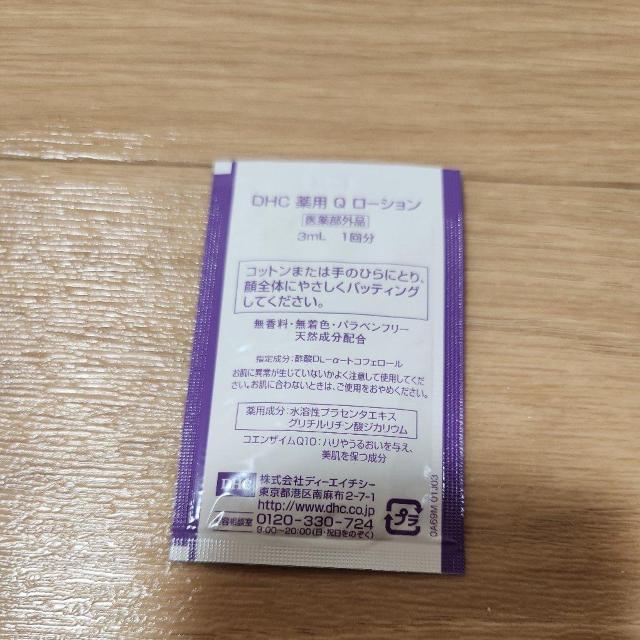 DHC 薬用 Q ローション
医薬部外品
3mL 1回分
コットンまたは手のひらにとり、
顔全体にやさしくパッティング
してください。
無香料・無着色・パラベンフリー
天然成分配合
指定成分：酢酸DL-α-トコフェロール
お肌に異常が生じていないかよく注意して使用してくだ
さい。お肌に合わないときは、ご使用をおやめください。
薬用成分：水溶性プラセンタエキス
グリチルリチン酸ジカリウム
コエンザイムQ10：ハリやうるおいを与え、
美肌を保つ成分
DHC
株式会社ディーエイチシー
東京都港区南麻布2-7-1
http://www.dhc.co.jp
相談室 0120-330-724
9:00~20:00(日・祝日をのぞく)
プラ
0A69M 01J03